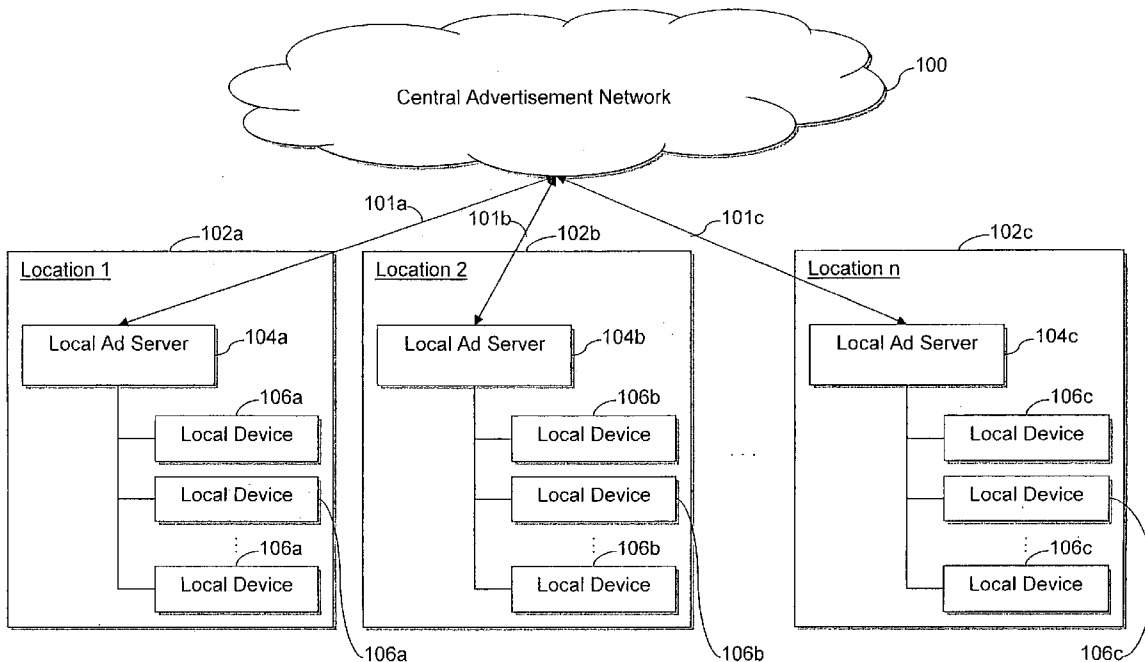 Central Advertisement Network
100
101a
101b
101c
102a
102b
102c
Location 1
Location 2
Location n
Local Ad Server
104a
Local Ad Server
104b
Local Ad Server
104c
106a
106b
106c
Local Device
Local Device
Local Device
Local Device
Local Device
. . .
Local Device
106a
106b
106c
Local Device
Local Device
Local Device
106a
106b
106c